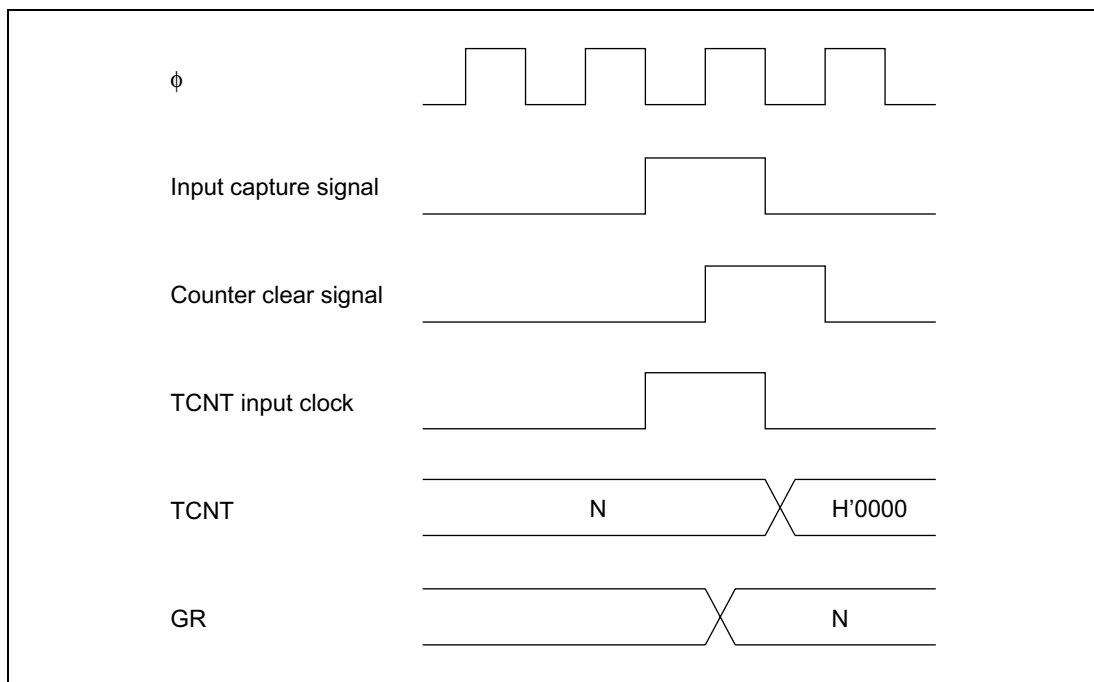 ϕ
Input capture signal
Counter clear signal
TCNT input clock
TCNT
N
H'0000
GR
N